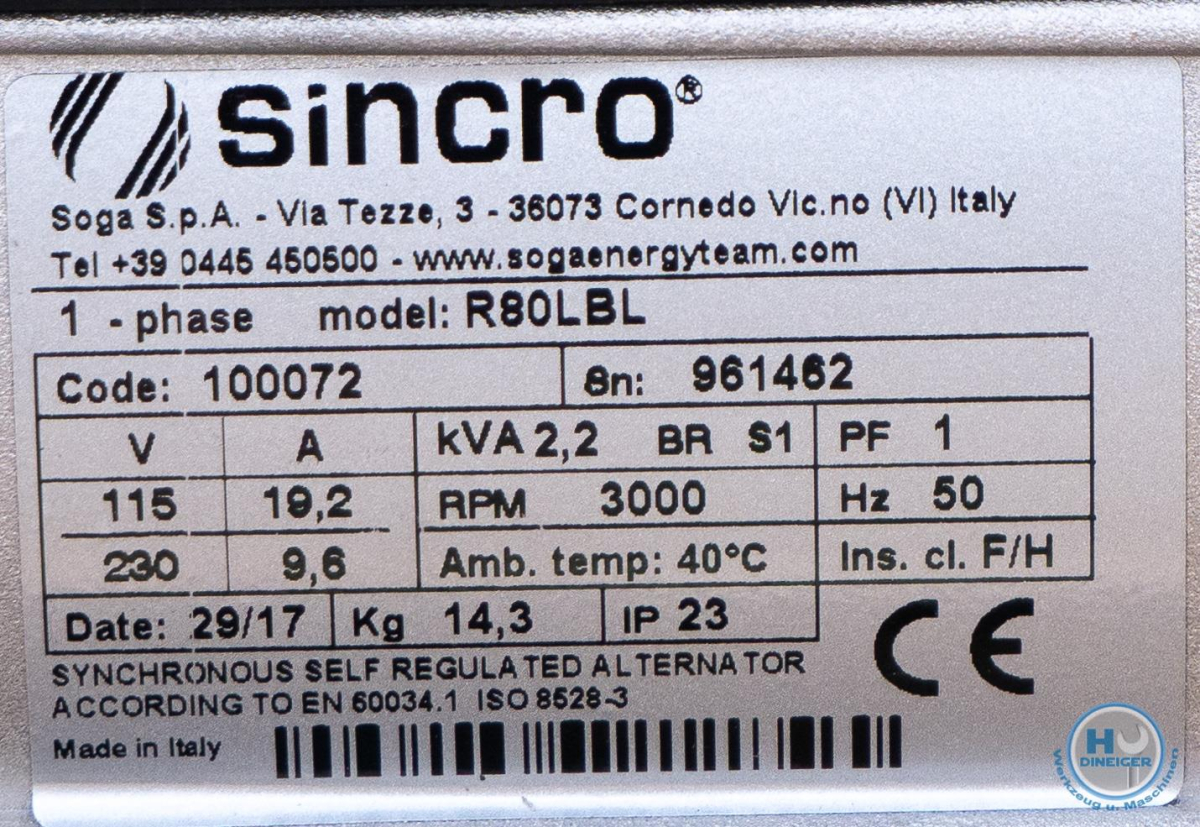 sincro®
Soga S.p.A. - Via Tezze, 3 - 36073 Cornedo Vic.no (VI) Italy
Tel +39 0445 450500 - www.sogaenergyteam.com
1 - phase model: R80LBL
Code: 100072 Sn: 961462
V A kVA 2,2 BR S1 PF 1
115 19,2 RPM 3000 Hz 50
230 9,6 Amb. temp: 40°C Ins. cl. F/H
Date: 29/17 Kg 14,3 IP 23
CE
SYNCHRONOUS SELF REGULATED ALTERNATOR
ACCORDING TO EN 60034.1 ISO 8528-3
Made in Italy
H
DINEIGER
Werkzeug u. Maschinen